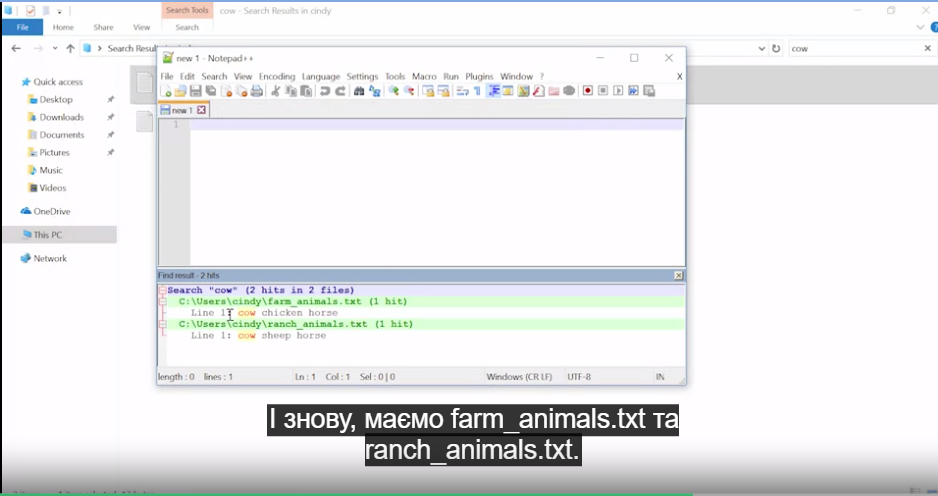 Search Tools
cow - Search Results in cindy
File Home Share View Search
Search Resu
cow
Quick access
Desktop
Downloads
Documents
Pictures
Music
Videos
OneDrive
This PC
Network
new 1 - Notepad++
File Edit Search View Encoding Language Settings Tools Macro Run Plugins Window ? X
new 1
1
Find result - 2 hits
Search "cow" (2 hits in 2 files)
C:\Users\cindy\farm_animals.txt (1 hit)
Line 1: cow chicken horse
C:\Users\cindy\ranch_animals.txt (1 hit)
Line 1: cow sheep horse
length : 0 lines : 1 Ln : 1 Col : 1 Sel : 0 | 0 Windows (CR LF) UTF-8 IN
І знову, маємо farm_animals.txt та
ranch_animals.txt.